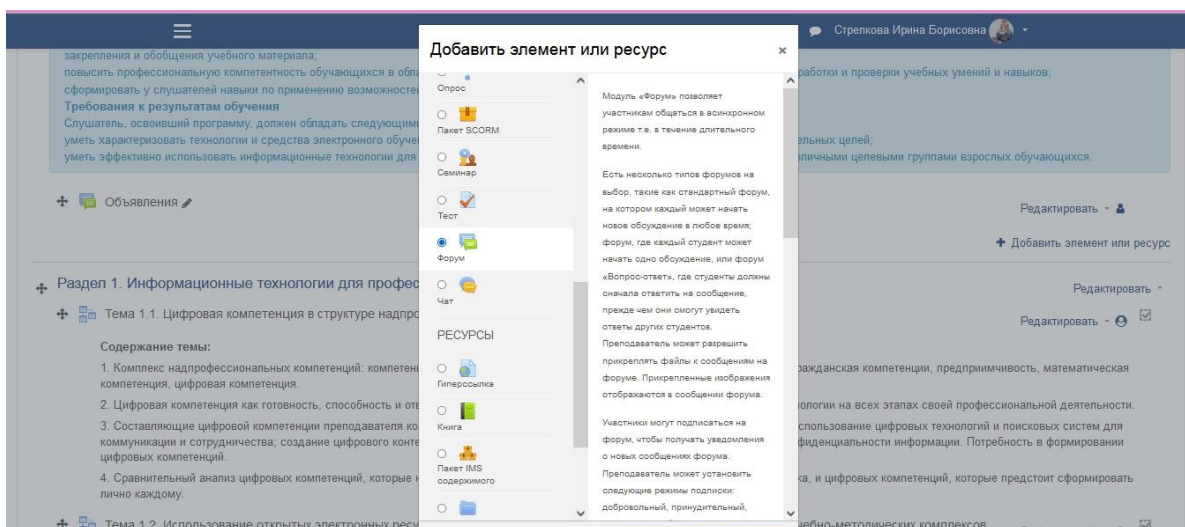 Стрелкова Ирина Борисовна
Добавить элемент или ресурс ×
закрепления и обобщения учебного материала;
повысить профессиональную компетентность обучающихся в
работки и проверки учебных умений и навыков;
сформировать у слушателей навыки по применению
Требования к результатам обучения
Слушатель, освоивший программу, должен обладать
уметь характеризовать технологии и средства электронного
ельных целей;
уметь эффективно использовать информационные технологии для
личными целевыми группами взрослых обучающихся.
Объявления
Редактировать
Добавить элемент или ресурс
Раздел 1. Информационные технологии для профес
Редактировать
Тема 1.1. Цифровая компетенция в структуре надпро
Редактировать
Содержание темы:
1. Комплекс надпрофессиональных компетенций:
ражданская компетенции, предприимчивость, математическая
компетенция, цифровая компетенция.
2. Цифровая компетенция как готовность, способность и
нологии на всех этапах своей профессиональной деятельности.
3. Составляющие цифровой компетенции преподавателя
спользование цифровых технологий и поисковых систем для
коммуникации и сотрудничества; создание цифрового
фиденциальности информации. Потребность в формировании
цифровых компетенций.
4. Сравнительный анализ цифровых компетенций, которые
ка, и цифровых компетенций, которые предстоит сформировать
лично каждому.
Тема 1.2. Использование открытых электронных
чебно-методических комплексов
Опрос
Пакет SCORM
Семинар
Тест
Форум
Чат
РЕСУРСЫ
Гиперссылка
Книга
Пакет IMS
содержимого
Модуль «Форум» позволяет
участникам общаться в асинхронном
режиме т.е. в течение длительного
времени.
Есть несколько типов форумов на
выбор, такие как стандартный форум,
на котором каждый может начать
новое обсуждение в любое время;
форум, где каждый студент может
начать одно обсуждение, или форум
«Вопрос-ответ», где студенты должны
сначала ответить на сообщение,
прежде чем они смогут увидеть
ответы других студентов.
Преподаватель может разрешить
прикреплять файлы к сообщениям на
форуме. Прикрепленные изображения
отображаются в сообщении форума.
Участники могут подписаться на
форум, чтобы получать уведомления
о новых сообщениях форума.
Преподаватель может установить
следующие режимы подписки:
добровольный, принудительный,